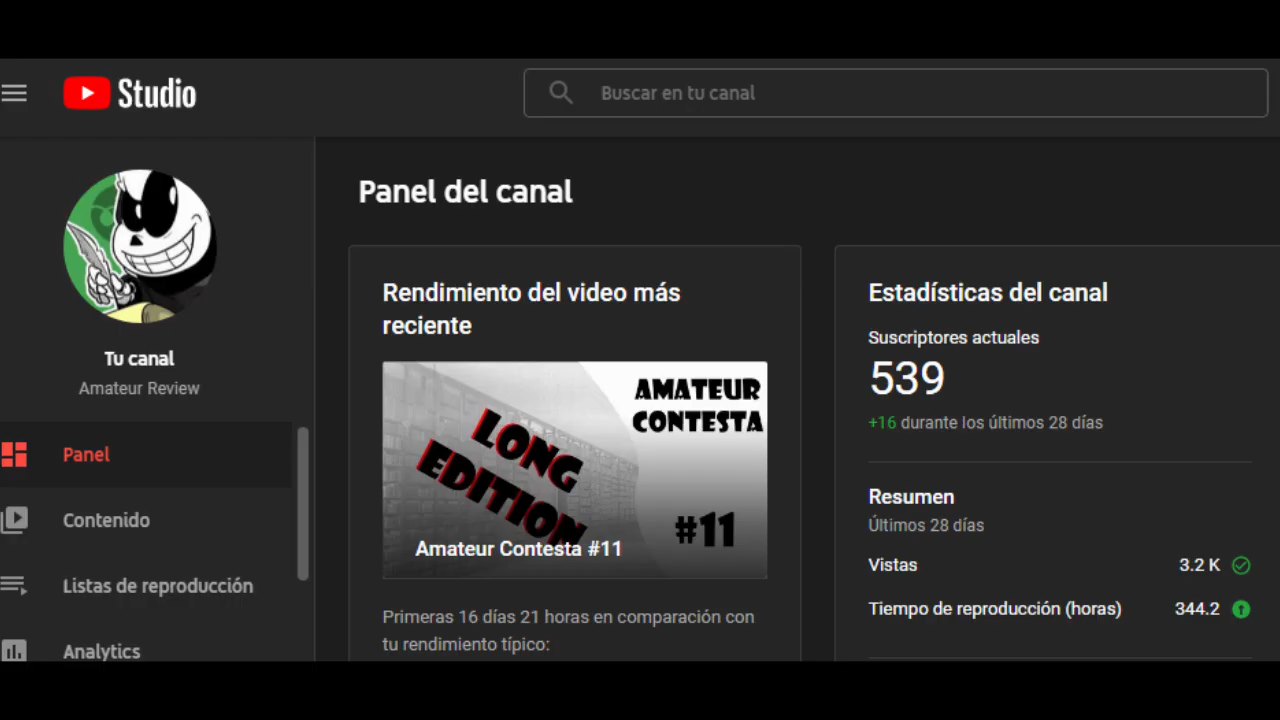 Studio
Buscar en tu canal
Tu canal
Amateur Review
Panel
Contenido
Listas de reproducción
Analytics
Panel del canal
Rendimiento del video más
reciente
AMATEUR
CONTESTA
LONG
EDITION
#11
Amateur Contesta #11
Primeras 16 días 21 horas en comparación con
tu rendimiento típico:
Estadísticas del canal
Suscriptores actuales
539
+16 durante los últimos 28 días
Resumen
Últimos 28 días
Vistas 3.2 K
Tiempo de reproducción (horas) 344.2